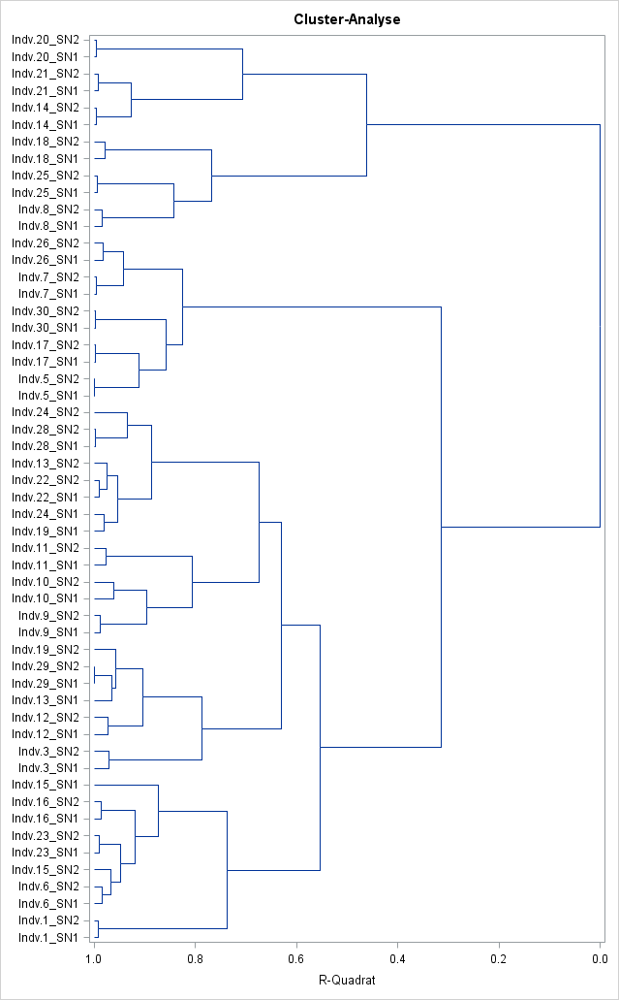 Cluster-Analyse
Indv.20_SN2
Indv.20_SN1
Indv.21_SN2
Indv.21_SN1
Indv.14_SN2
Indv.14_SN1
Indv.18_SN2
Indv.18_SN1
Indv.25_SN2
Indv.25_SN1
Indv.8_SN2
Indv.8_SN1
Indv.26_SN2
Indv.26_SN1
Indv.7_SN2
Indv.7_SN1
Indv.30_SN2
Indv.30_SN1
Indv.17_SN2
Indv.17_SN1
Indv.5_SN2
Indv.5_SN1
Indv.24_SN2
Indv.28_SN2
Indv.28_SN1
Indv.13_SN2
Indv.22_SN2
Indv.22_SN1
Indv.24_SN1
Indv.19_SN1
Indv.11_SN2
Indv.11_SN1
Indv.10_SN2
Indv.10_SN1
Indv.9_SN2
Indv.9_SN1
Indv.19_SN2
Indv.29_SN2
Indv.29_SN1
Indv.13_SN1
Indv.12_SN2
Indv.12_SN1
Indv.3_SN2
Indv.3_SN1
Indv.15_SN1
Indv.16_SN2
Indv.16_SN1
Indv.23_SN2
Indv.23_SN1
Indv.15_SN2
Indv.6_SN2
Indv.6_SN1
Indv.1_SN2
Indv.1_SN1
1.0 0.8 0.6 0.4 0.2 0.0
R-Quadrat